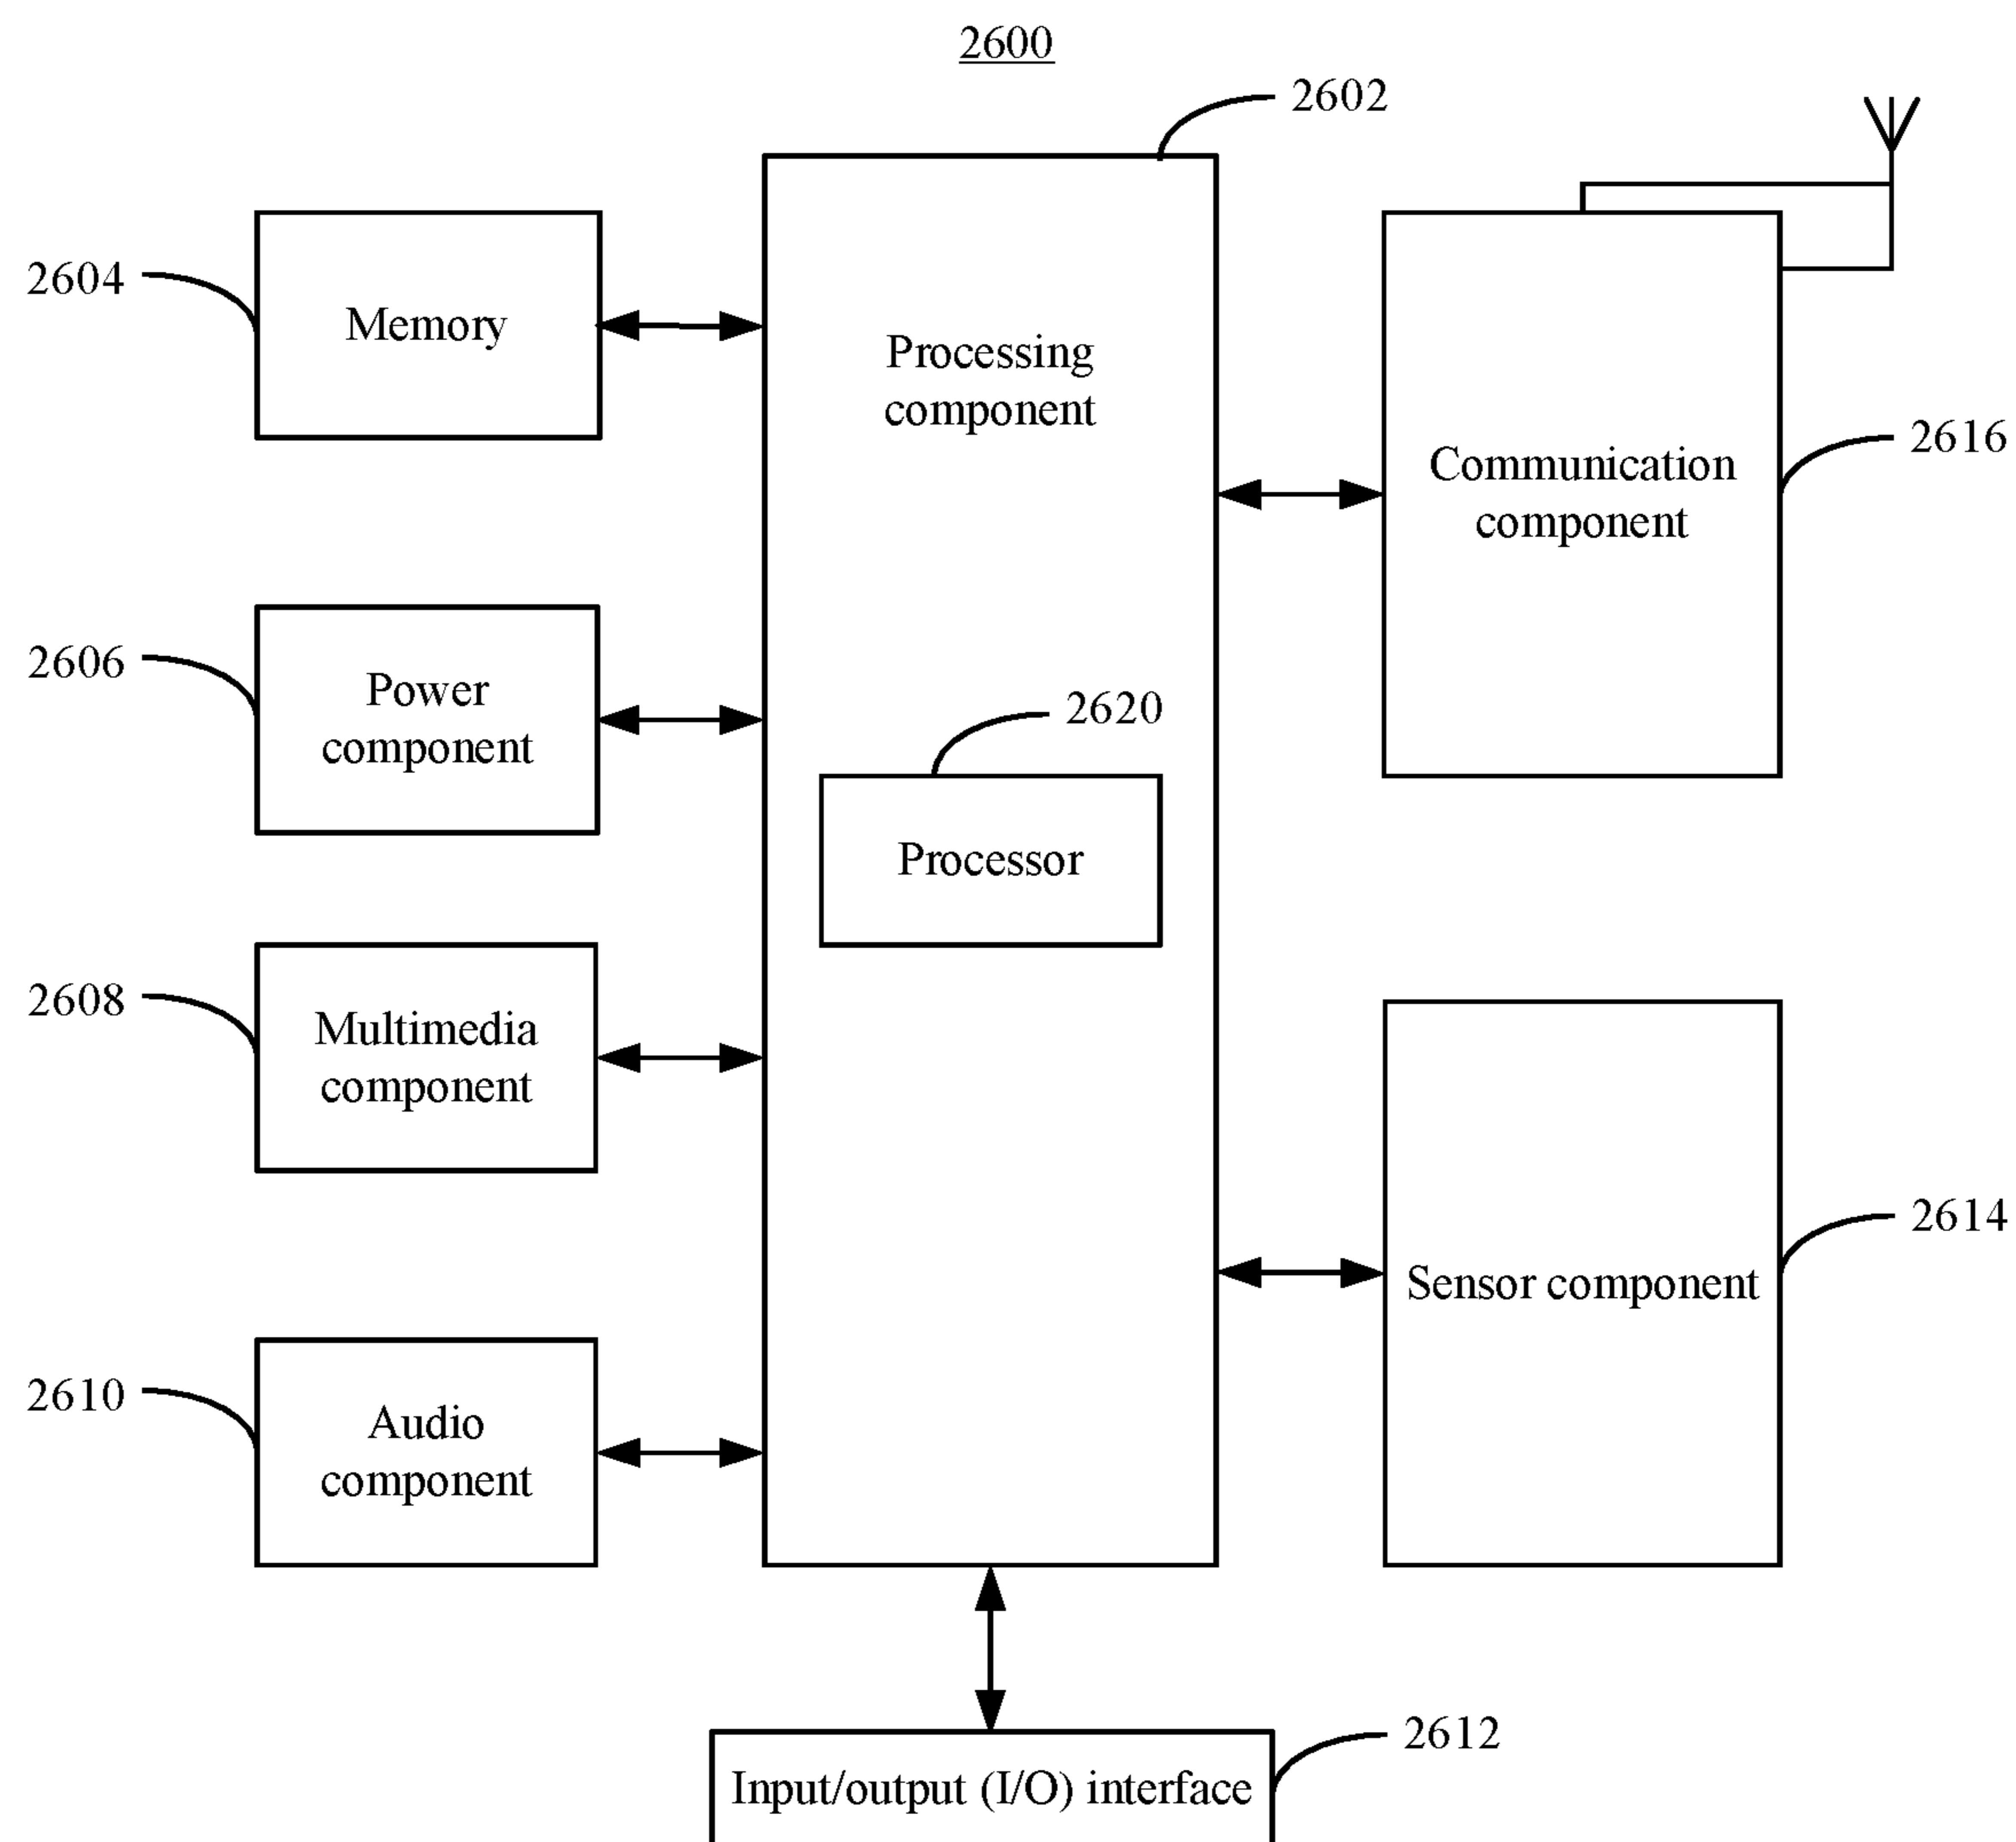 2600
2602
2604
Memory
Processing
component
Communication
component
2616
2606
Power
component
2620
Processor
2608
Multimedia
component
2614
Sensor component
2610
Audio
component
2612
Input/output (I/O) interface